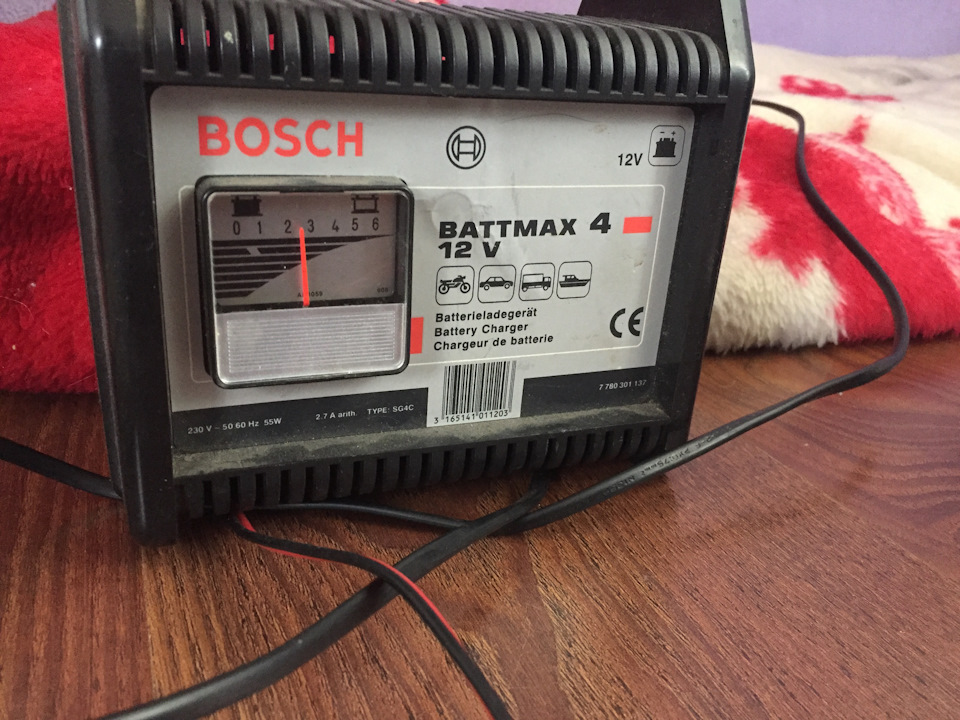 BOSCH
12V
0 1 2 3 4 5 6
BATTMAX 4
12 V
Batterieladegerät
Battery Charger
Chargeur de batterie
CE
7 780 301 137
230 V ~ 50 60 Hz 55W 2.7 A arith. TYPE: SG4C
3 165141 011203